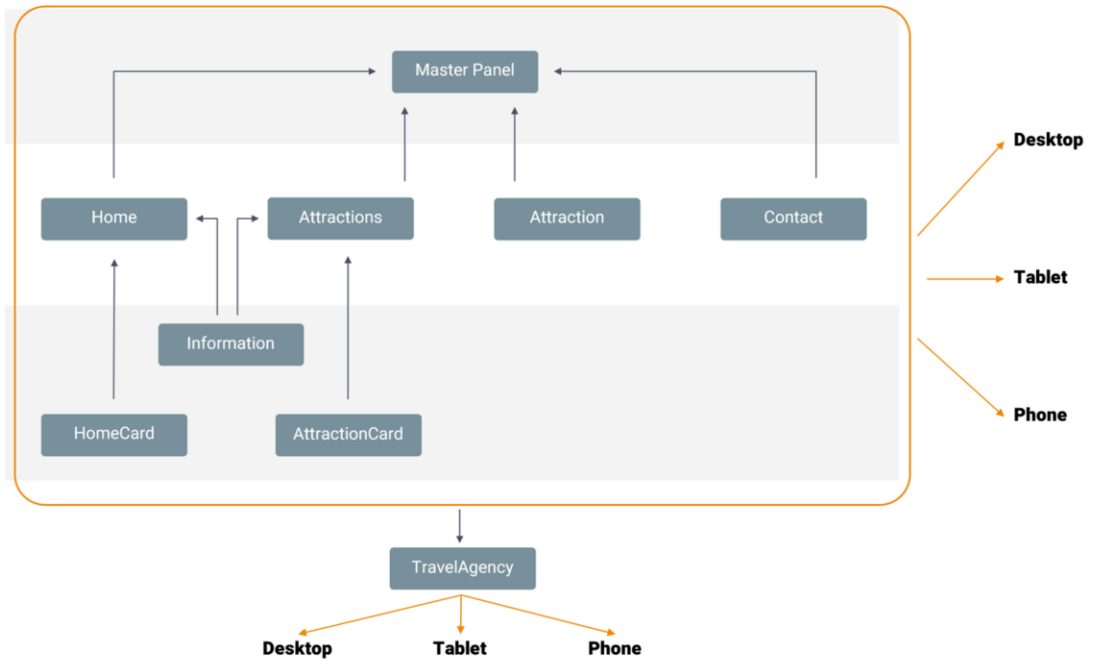 Master Panel
Desktop
Home
Attractions
Attraction
Contact
Tablet
Information
Phone
HomeCard
AttractionCard
TravelAgency
Desktop
Tablet
Phone